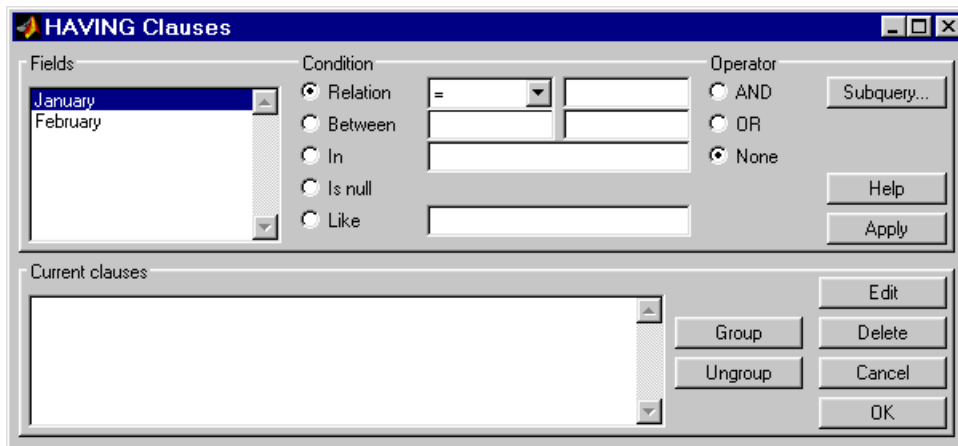 HAVING Clauses
Fields
January
February
Condition
Relation
=
Between
In
Is null
Like
Operator
AND
OR
None
Subquery...
Help
Apply
Current clauses
Group
Ungroup
Edit
Delete
Cancel
OK